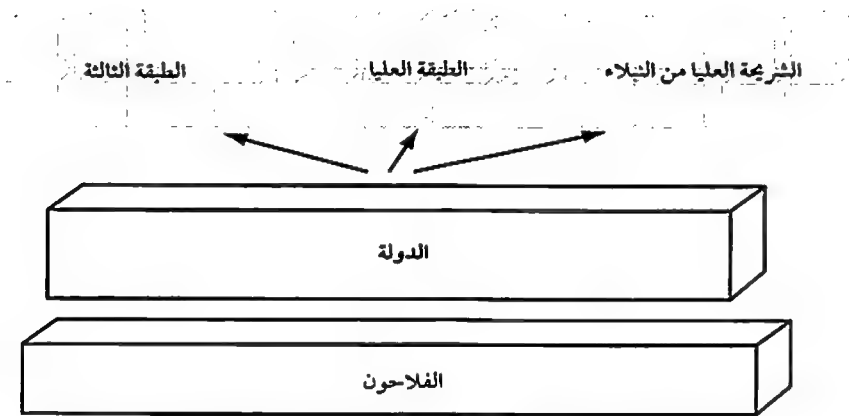 الشريحة العليا من النبلاء الطبقة العليا الطبقة الثالثة
الدولة
الفلاحون